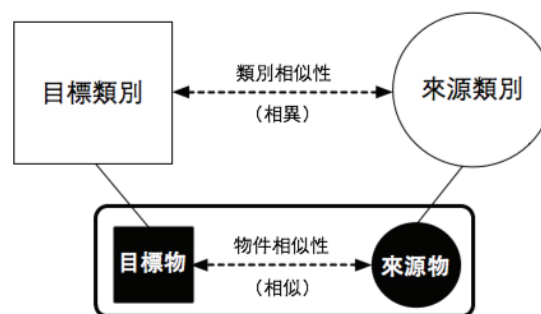 目標類別
類別相似性
(相異)
來源類別
目標物
物件相似性
(相似)
來源物